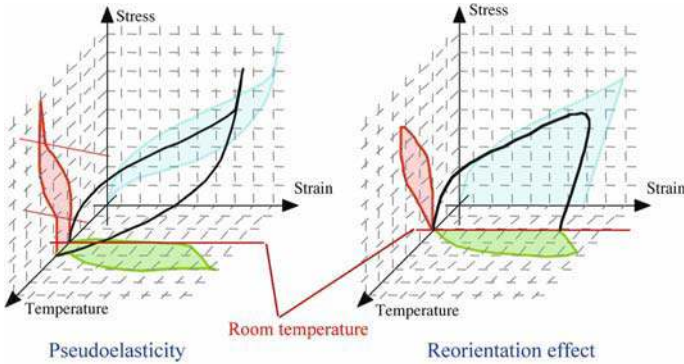 Stress
Strain
Temperature
Stress
Strain
Temperature
Room temperature
Pseudoelasticity
Reorientation effect